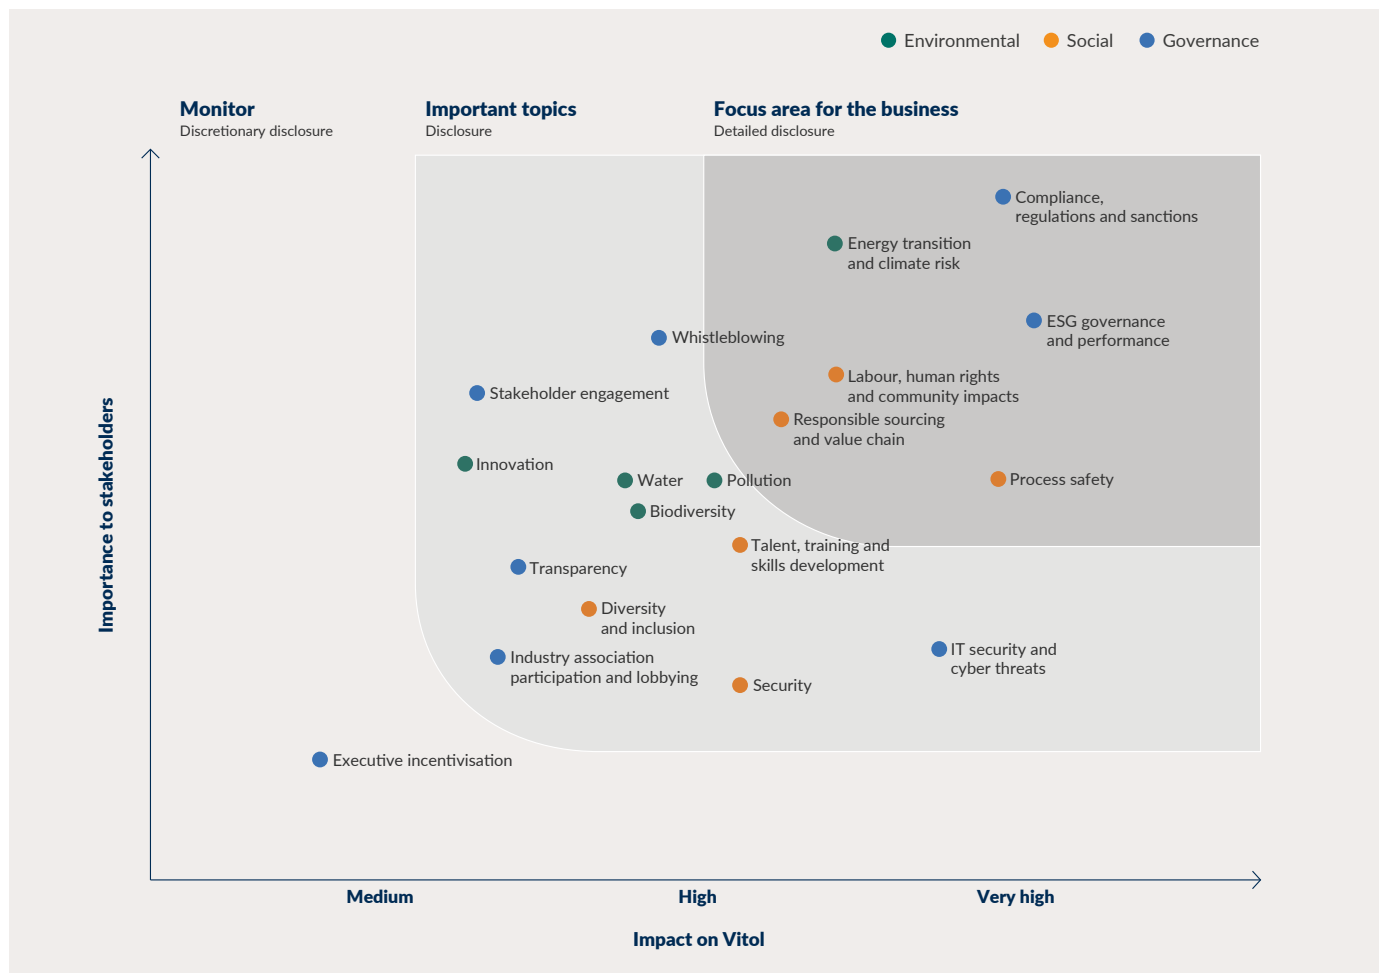 Environmental
Social
Governance
Monitor
Discretionary disclosure
Important topics
Disclosure
Focus area for the business
Detailed disclosure
Importance to stakeholders
Compliance,
regulations and sanctions
Energy transition
and climate risk
ESG governance
and performance
Whistleblowing
Labour, human rights
and community impacts
Stakeholder engagement
Responsible sourcing
and value chain
Innovation
Water
Pollution
Process safety
Biodiversity
Talent, training and
skills development
Transparency
Diversity
and inclusion
IT security and
cyber threats
Industry association
participation and lobbying
Security
Executive incentivisation
Medium
High
Very high
Impact on Vitol